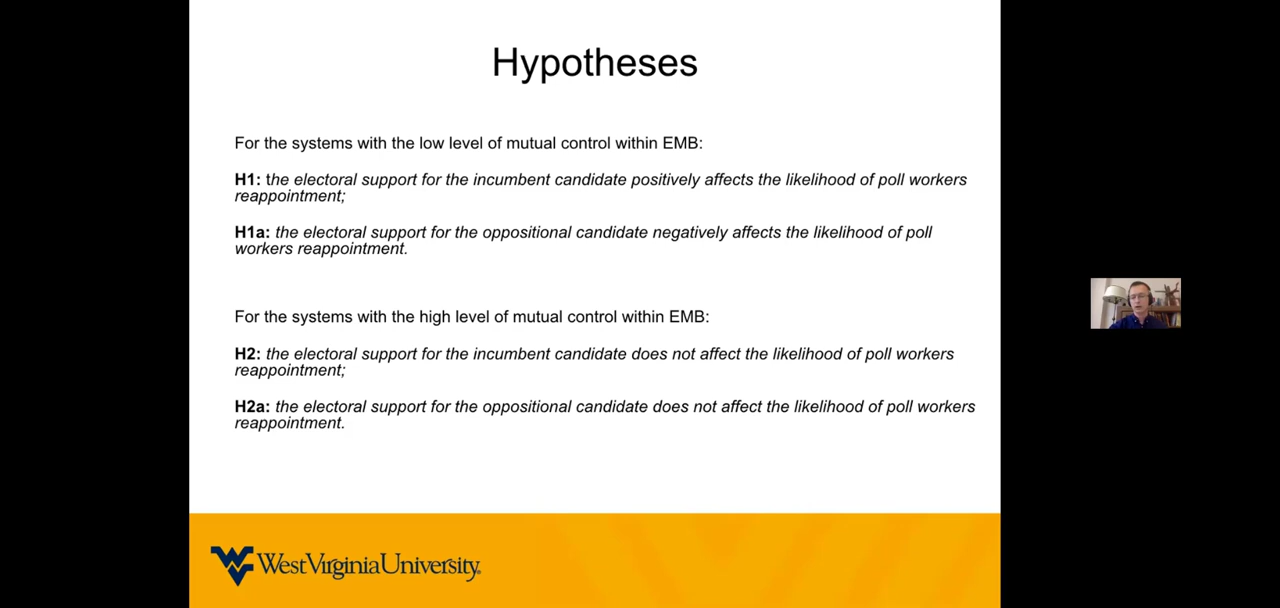 Hypotheses
For the systems with the low level of mutual control within EMB:
H1: the electoral support for the incumbent candidate positively affects the likelihood of poll workers
reappointment;
H1a: the electoral support for the oppositional candidate negatively affects the likelihood of poll
workers reappointment.
For the systems with the high level of mutual control within EMB:
H2: the electoral support for the incumbent candidate does not affect the likelihood of poll workers
reappointment;
H2a: the electoral support for the oppositional candidate does not affect the likelihood of poll workers
reappointment.
WestVirginiaUniversity.